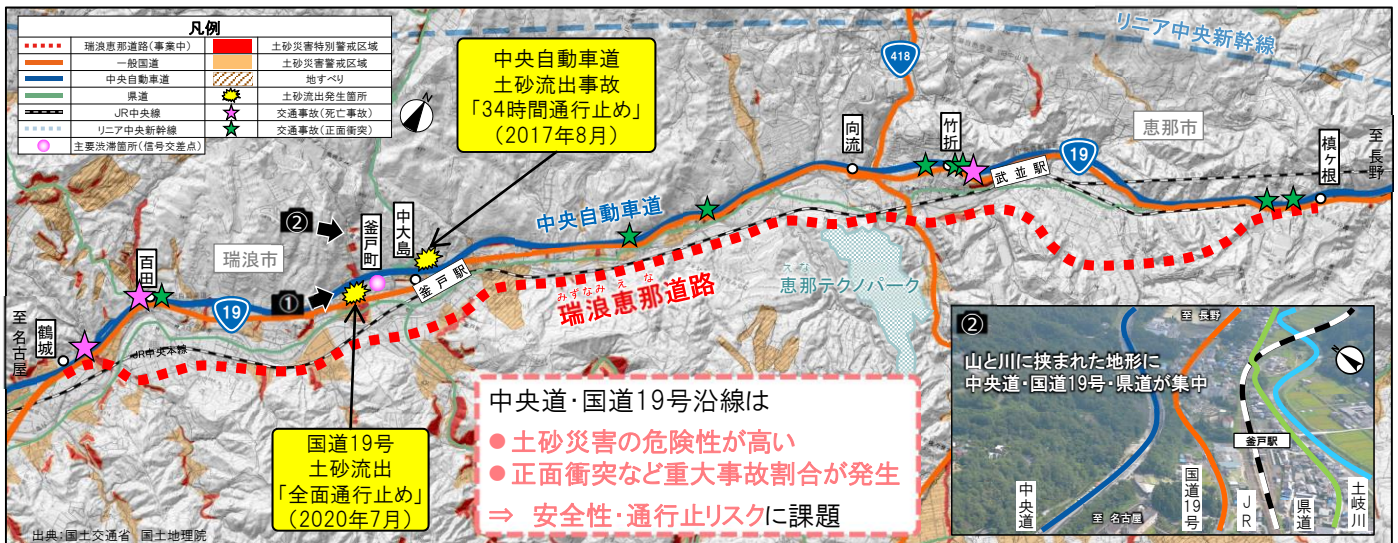 凡例
瑞浪恵那道路(事業中)
土砂災害特別警戒区域
一般国道
土砂災害警戒区域
中央自動車道
地すべり
県道
土砂流出発生箇所
JR中央線
交通事故(死亡事故)
リニア中央新幹線
交通事故(正面衝突)
主要渋滞箇所(信号交差点)
N
中央自動車道
土砂流出事故
「34時間通行止め」
(2017年8月)
リニア中央新幹線
418
恵那市
至 長野
槙ヶ根
19
武並駅
竹折
向流
中央自動車道
②
釜戸町
中大島
釜戸駅
瑞浪市
百田
①
19
至 名古屋
鶴城
JR中央本線
みずなみ え な
瑞浪恵那道路
えな
恵那テクノパーク
国道19号
土砂流出
「全面通行止め」
(2020年7月)
中央道・国道19号沿線は
●土砂災害の危険性が高い
●正面衝突など重大事故割合が発生
⇒ 安全性・通行止リスクに課題
②
至 長野
山と川に挟まれた地形に
中央道・国道19号・県道が集中
N
釜戸駅
中央道
至 名古屋
国道19号
JR
県道
土岐川
出典:国土交通省 国土地理院